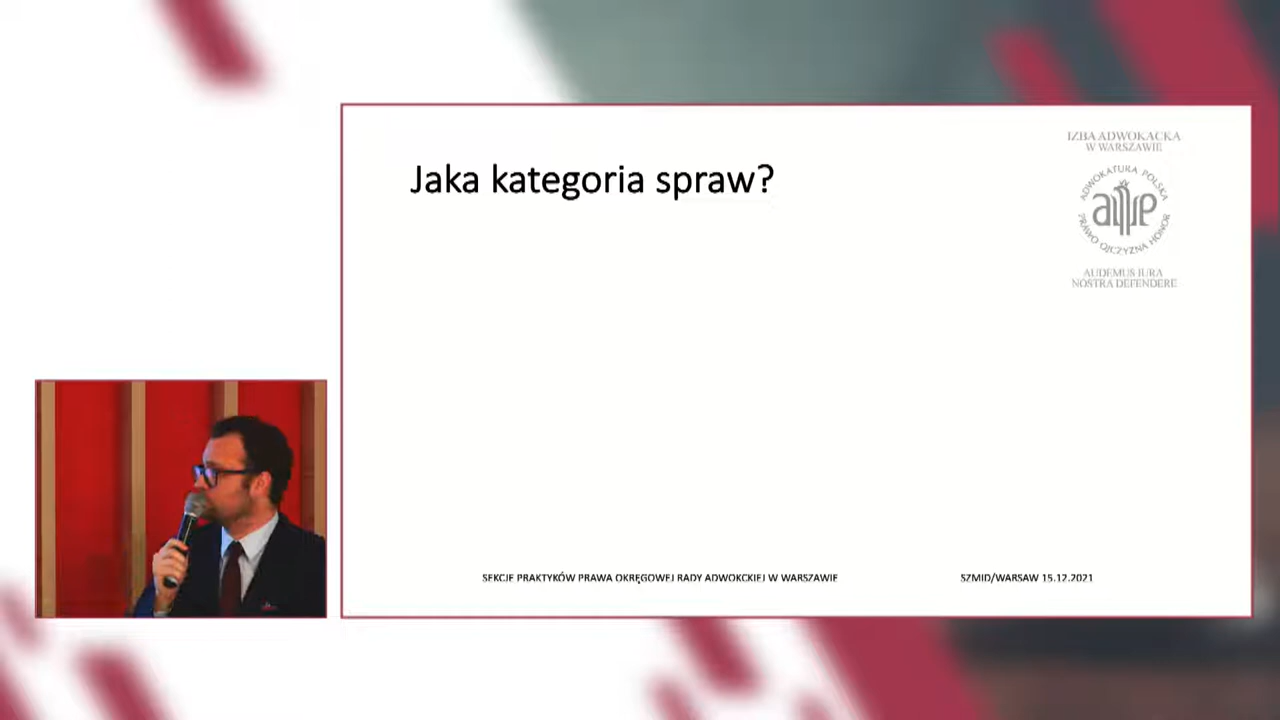 Jaka kategoria spraw?
IZBA ADWOKACKA
W WARSZAWIE
ADWOKATURA POLSKA
PRAWO OJCZYZNA HONOR
AUDEMUS IURA
NOSTRA DEFENDERE
SEKCJE PRAKTYKÓW PRAWA OKRĘGOWEJ RADY ADWOKCKIEJ W WARSZAWIE
SZMID/WARSAW 15.12.2021